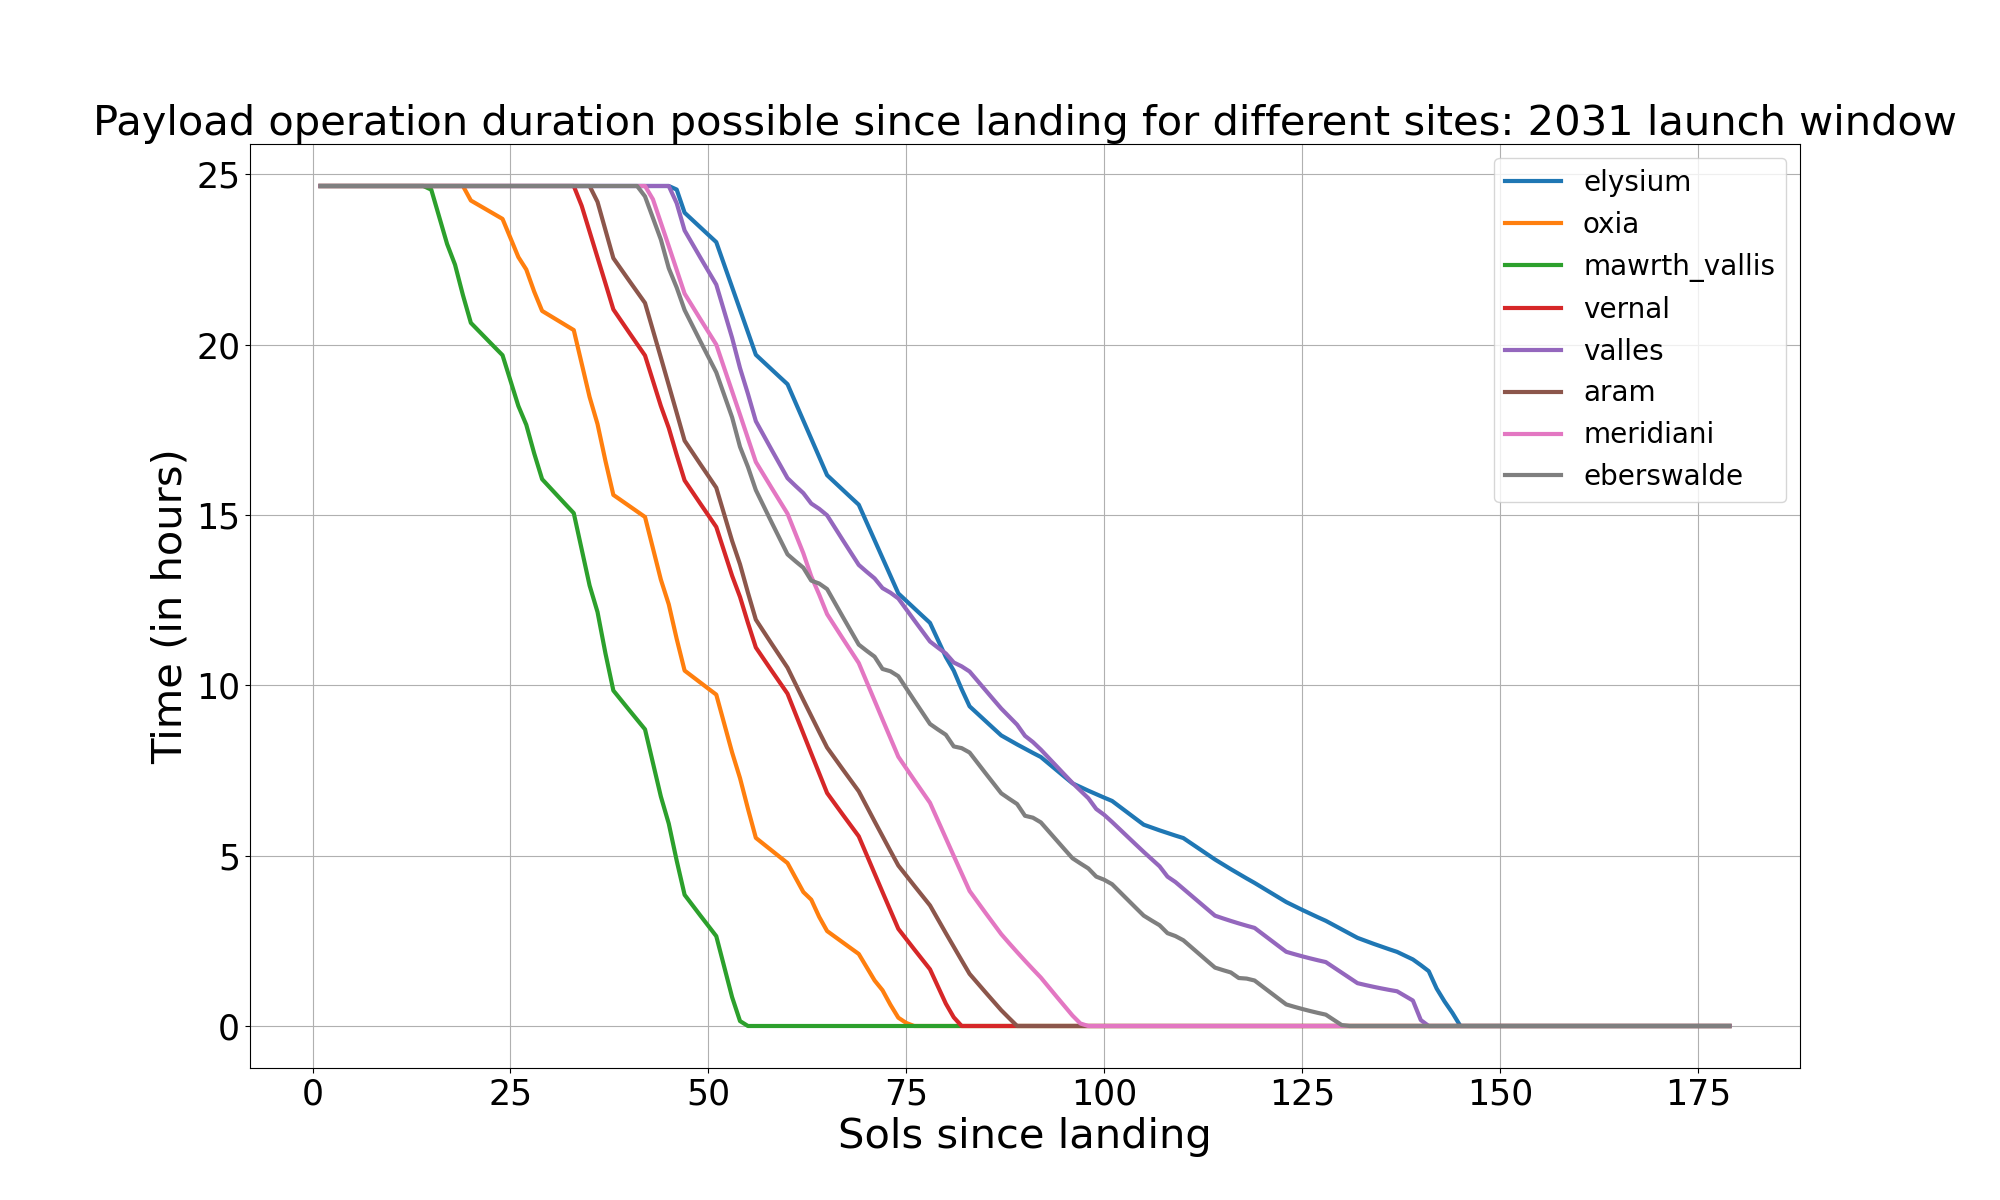 Payload operation duration possible since landing for different sites: 2031 launch window
25
20
15
10
5
0
Time (in hours)
elysium
oxia
mawrth_vallis
vernal
valles
aram
meridiani
eberswalde
0 25 50 75 100 125 150 175
Sols since landing